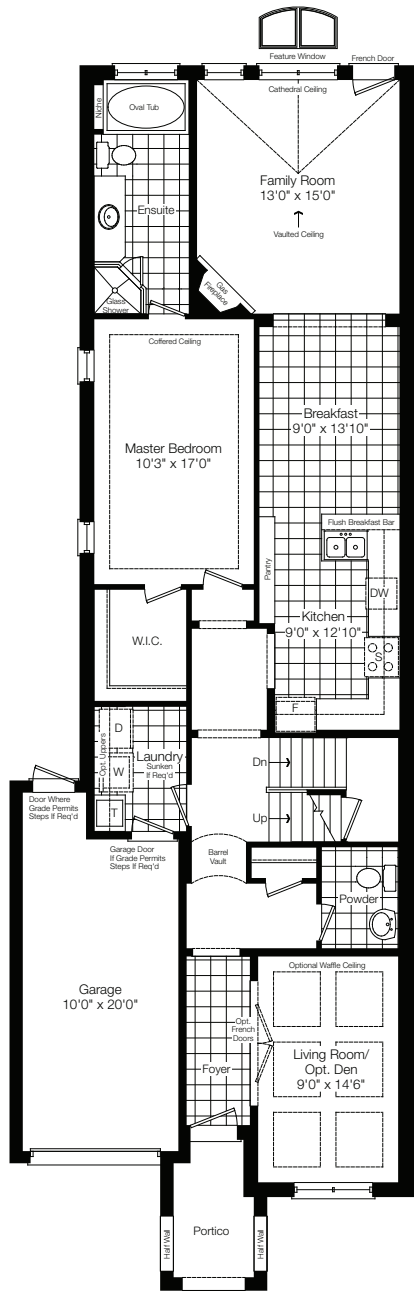 Feature Window
French Door
Niche
Oval Tub
Cathedral Ceiling
Ensuite
Family Room
13'0" x 15'0"
Vaulted Ceiling
Gas
Fireplace
Glass
Shower
Coffered Ceiling
Breakfast
9'0" x 13'10"
Master Bedroom
10'3" x 17'0"
Flush Breakfast Bar
Pantry
DW
Kitchen
9'0" x 12'10"
W.I.C.
S
F
Opt. Uppers
D
Laundry
Sunken
If Req'd
W
T
Dn
Up
Door Where
Grade Permits
Steps If Req'd
Garage Door
If Grade Permits
Steps If Req'd
Barrel
Vault
Powder
Optional Waffle Ceiling
Garage
10'0" x 20'0"
Opt.
French
Doors
Foyer
Living Room/
Opt. Den
9'0" x 14'6"
Half Wall
Portico
Half Wall